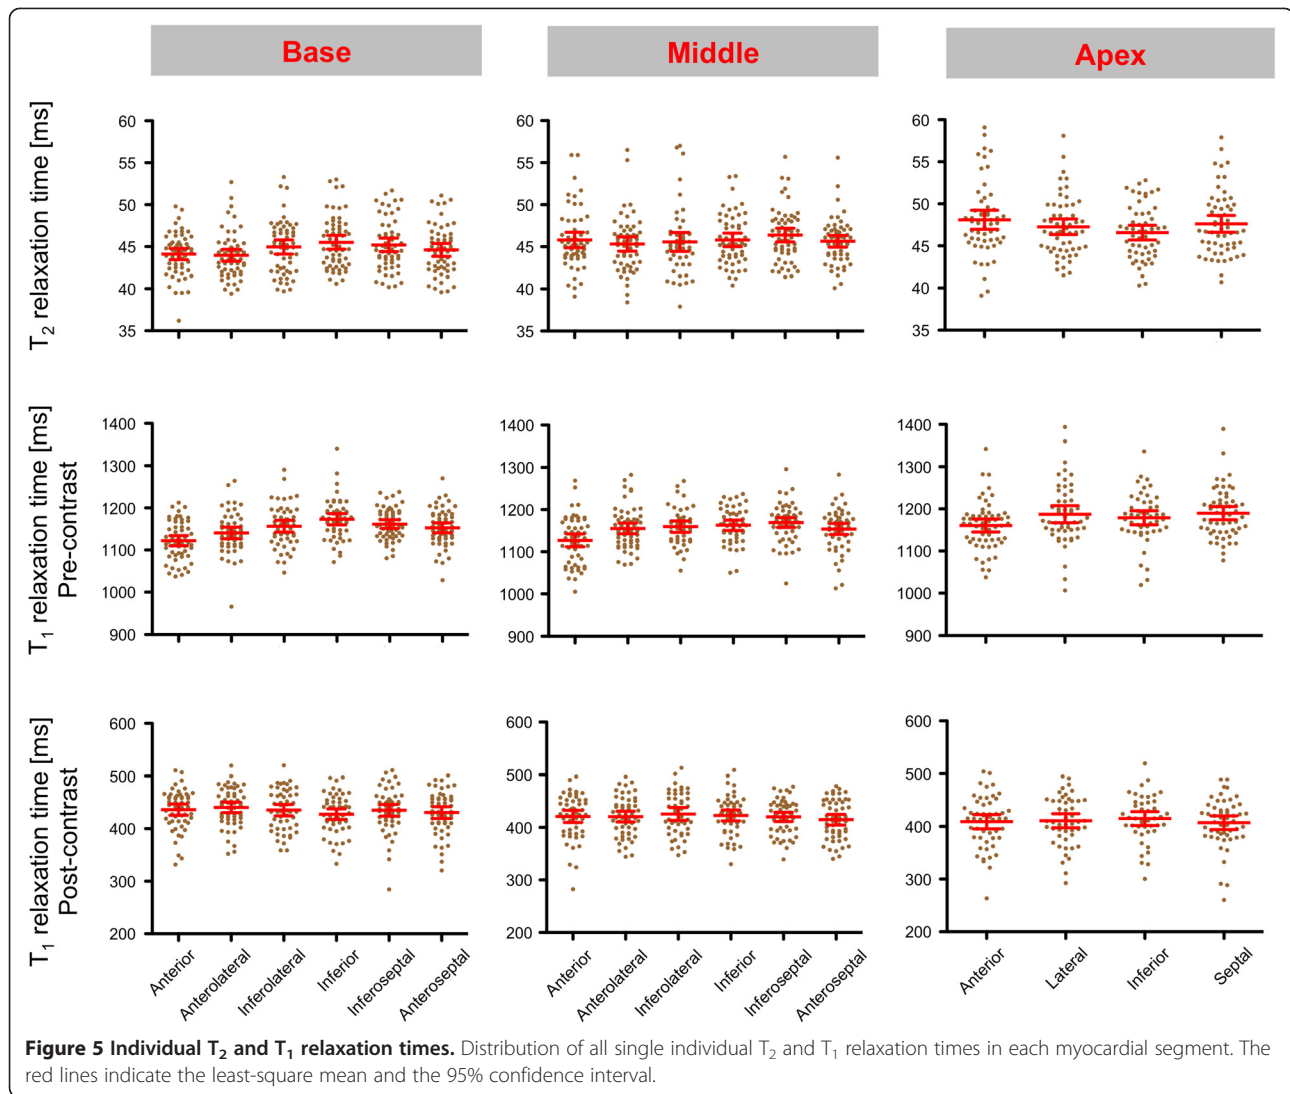 Base
Middle
Apex
T2 relaxation time [ms]
60
55
50
45
40
35
60
55
50
45
40
35
60
55
50
45
40
35
T1 relaxation time [ms]
Pre-contrast
1400
1300
1200
1100
1000
900
1400
1300
1200
1100
1000
900
1400
1300
1200
1100
1000
900
T1 relaxation time [ms]
Post-contrast
600
500
400
300
200
600
500
400
300
200
600
500
400
300
200
Anterior
Anterolateral
Inferolateral
Inferior
Inferoseptal
Anteroseptal
Anterior
Anterolateral
Inferolateral
Inferior
Inferoseptal
Anteroseptal
Anterior
Lateral
Inferior
Septal
Figure 5 Individual T2 and T1 relaxation times. Distribution of all single individual T2 and T1 relaxation times in each myocardial segment. The
red lines indicate the least-square mean and the 95% confidence interval.